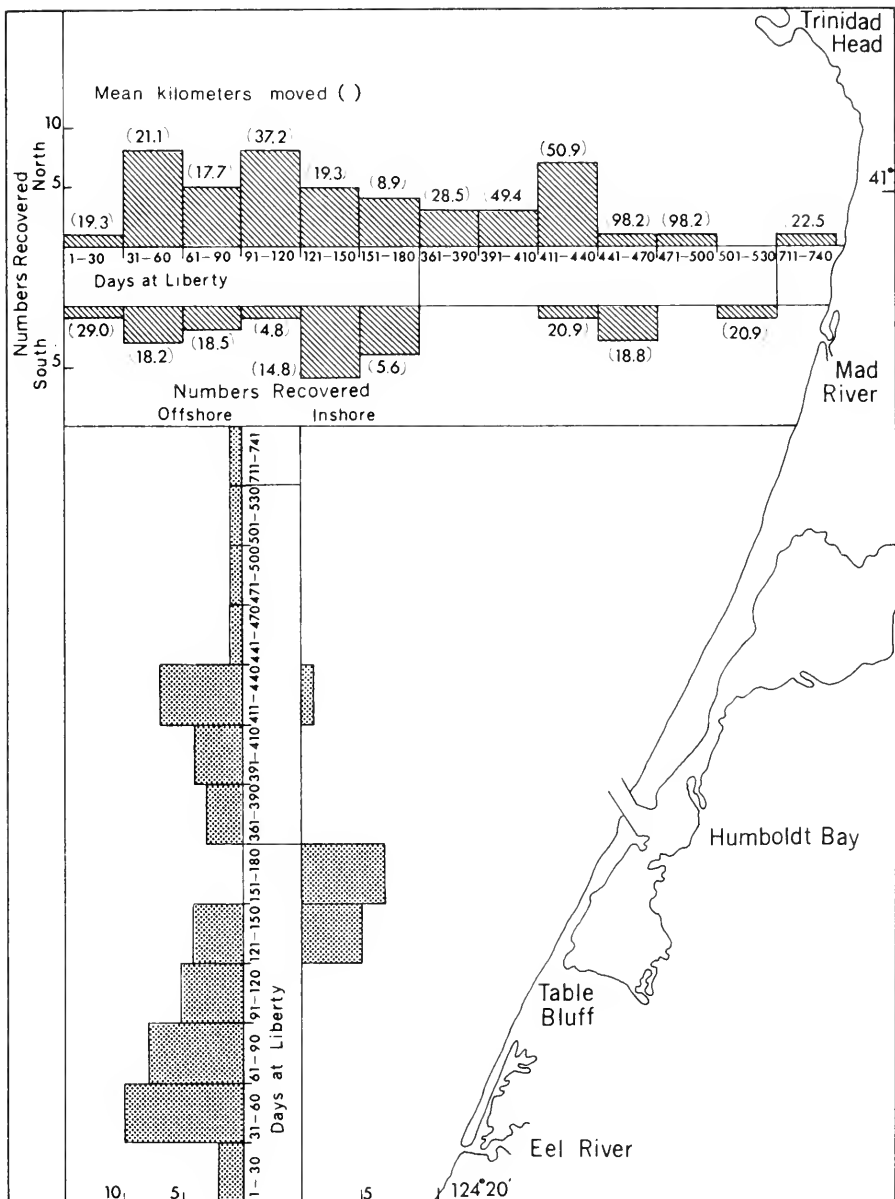 Trinidad
Head
Mean kilometers moved ( )
10
(21.1) (37.2) (50.9)
(17.7) (19.3)
5
(8.9) (28.5) (49.4)
41°
(19.3) (98.2) (98.2) (22.5)
1–30 31–60 61–90 91–120 121–150 151–180 361–390 391–410 411–440 441–470 471–500 501–530 711–740
Days at Liberty
Numbers Recovered
North
South
(29.0) (18.2) (18.5) (4.8) (14.8) (5.6) (20.9) (18.8) (20.9)
5
Mad
River
Numbers Recovered
Offshore Inshore
711–741
501–530
471–500
441–470
411–440
391–410
361–390
151–180
121–150
91–120
61–90
31–60
1–30
Days at Liberty
Humboldt Bay
Table
Bluff
Eel River
10 5 5 124°20'